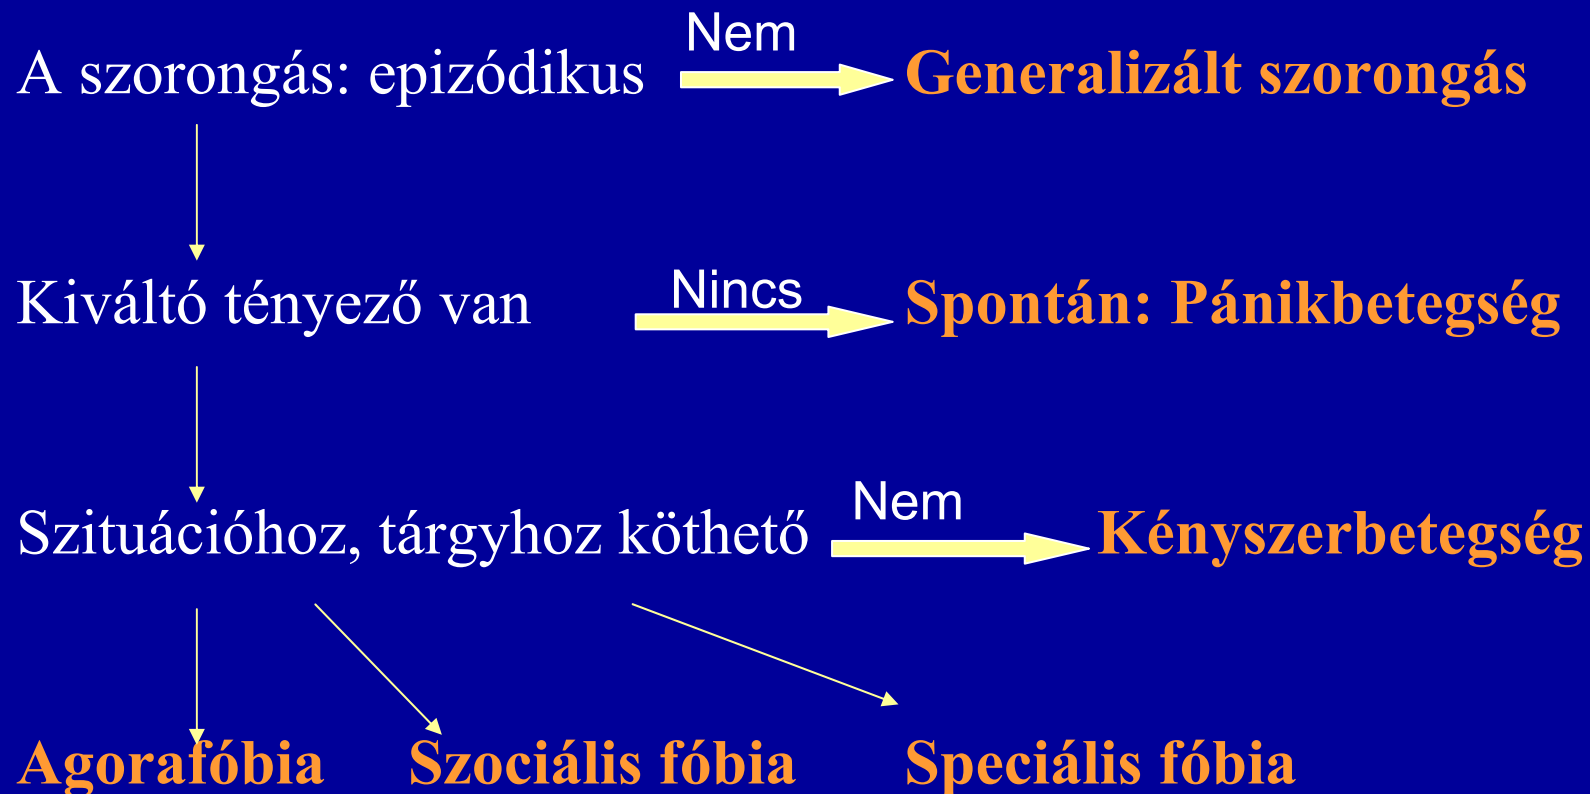 A szorongás: epizódikus Nem Generalizált szorongás
Kiváltó tényező van Nincs Spontán: Pánikbetegség
Szituációhoz, tárgyhoz köthető Nem Kényszerbetegség
Agorafóbia Szociális fóbia Speciális fóbia